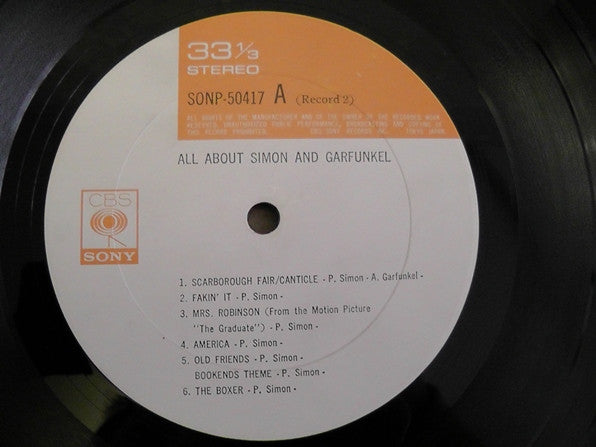 33 1/3
STEREO
SONP-50417 A (Record 2)
ALL RIGHTS OF THE MANUFACTURER AND OF THE OWNER OF THE RECORDED WORK
RESERVED. UNAUTHORIZED PUBLIC PERFORMANCE, BROADCASTING AND COPYING OF
THIS RECORD PROHIBITED. CBS SONY RECORDS INC. TOKYO JAPAN
ALL ABOUT SIMON AND GARFUNKEL
CBS
SONY
1. SCARBOROUGH FAIR/CANTICLE - P. Simon - A. Garfunkel -
2. FAKIN' IT - P. Simon -
3. MRS. ROBINSON (From the Motion Picture
"The Graduate") - P. Simon -
4. AMERICA - P. Simon -
5. OLD FRIENDS - P. Simon -
BOOKENDS THEME - P. Simon -
6. THE BOXER - P. Simon -